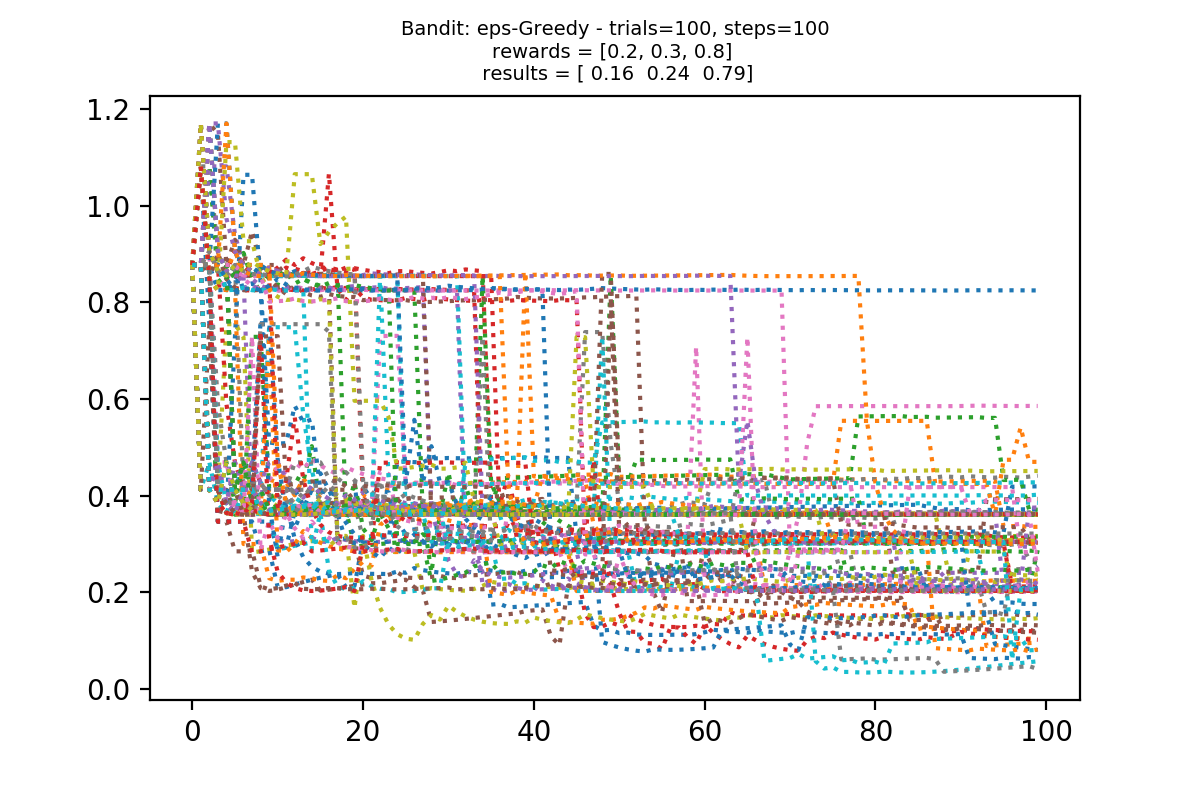 Bandit: eps-Greedy - trials=100, steps=100
rewards = [0.2, 0.3, 0.8]
results = [ 0.16  0.24  0.79]
1.2
1.0
0.8
0.6
0.4
0.2
0.0
0 20 40 60 80 100